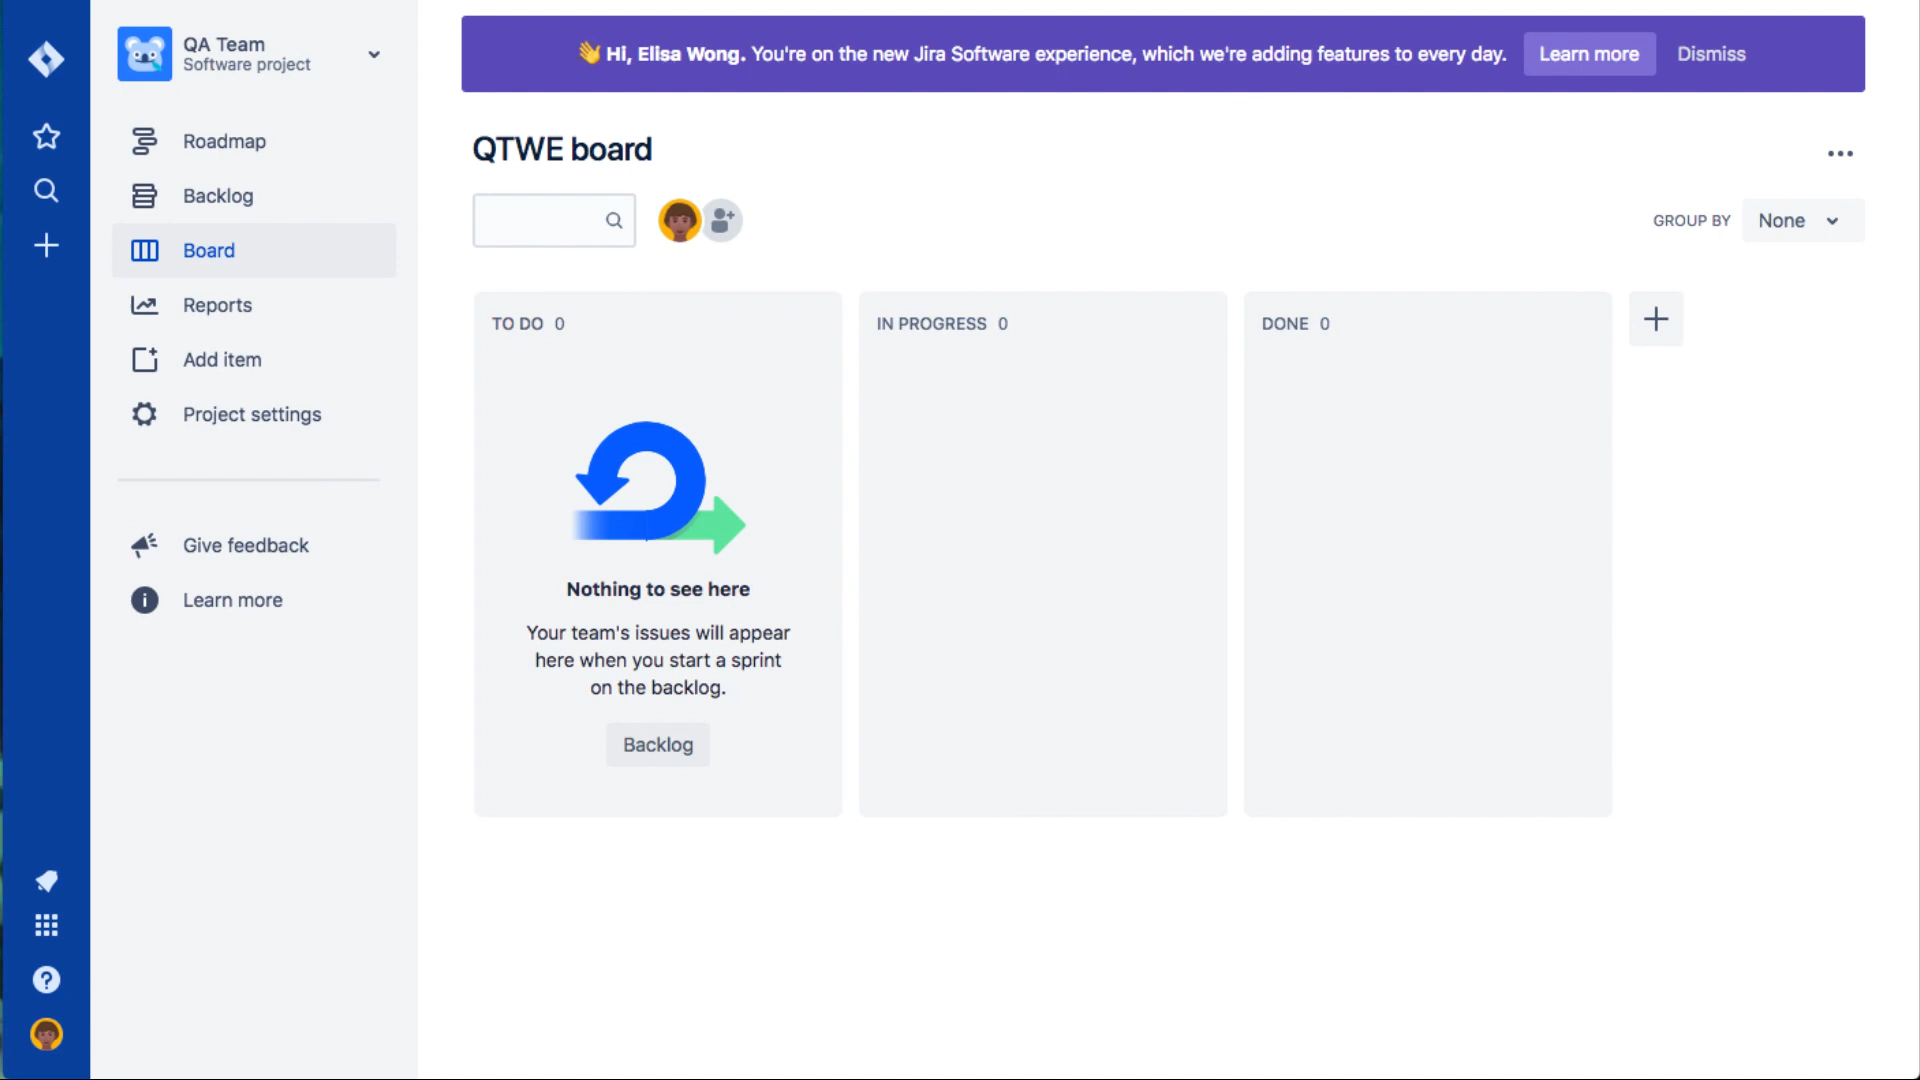 QA Team
Software project
Roadmap
Backlog
Board
Reports
Add item
Project settings
Give feedback
Learn more
👋 Hi, Elisa Wong. You're on the new Jira Software experience, which we're adding features to every day.
Learn more
Dismiss
QTWE board
GROUP BY
None
TO DO 0
Nothing to see here
Your team's issues will appear
here when you start a sprint
on the backlog.
Backlog
IN PROGRESS 0
DONE 0